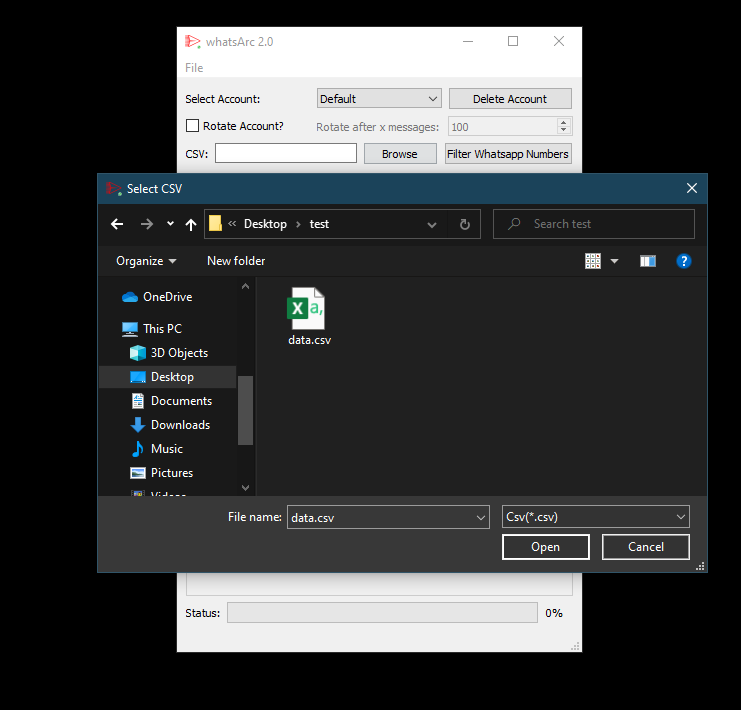 whatsArc 2.0
File
Select Account: Default Delete Account
Rotate Account? Rotate after x messages: 100
CSV: Browse Filter Whatsapp Numbers
Select CSV
« Desktop › test Search test
Organize New folder
OneDrive
This PC
3D Objects
Desktop
Documents
Downloads
Music
Pictures
Videos
data.csv
File name: data.csv Csv(*.csv)
Open Cancel
Status: 0%